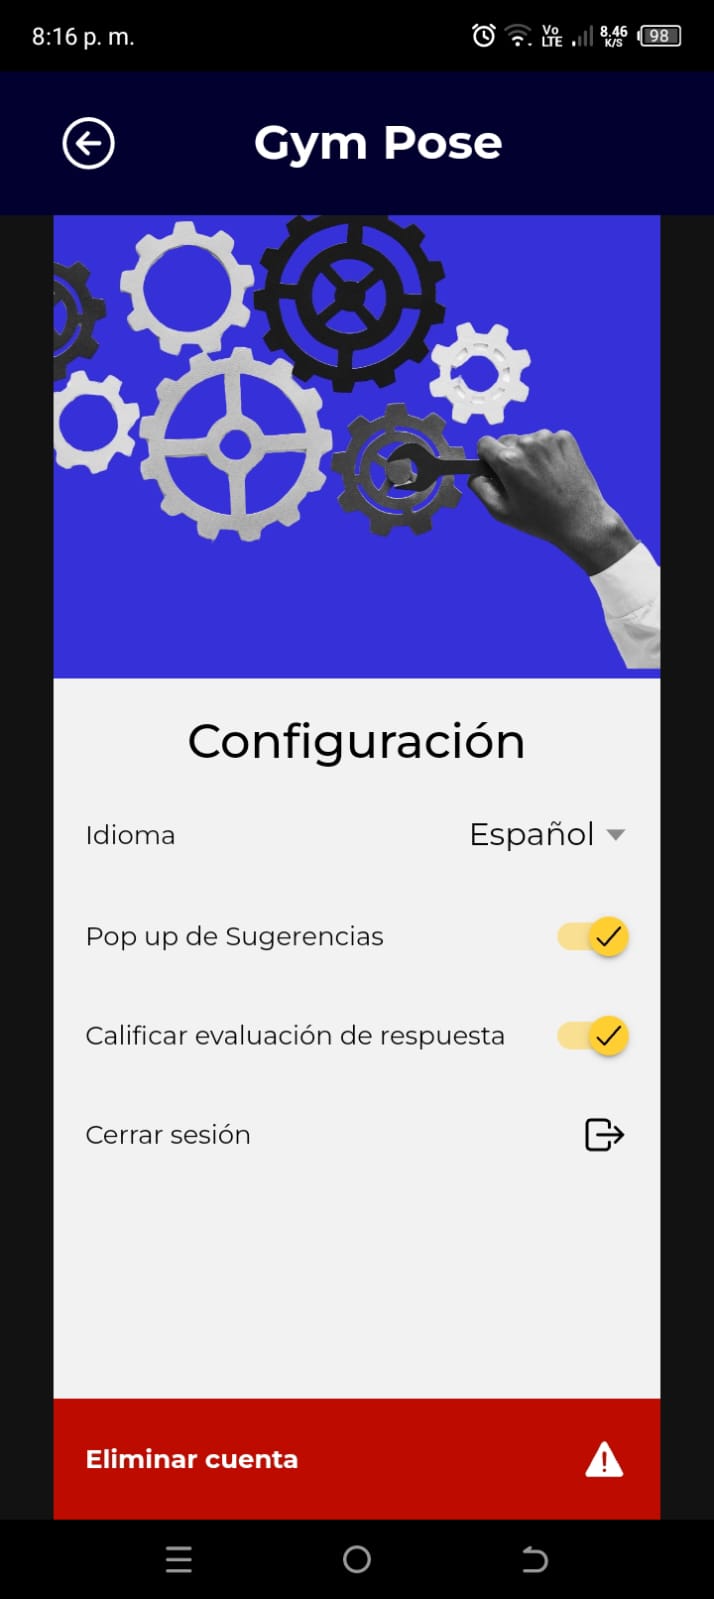 8:16 p. m.
Vo LTE
8.46 K/S
98
Gym Pose
Configuración
Idioma
Español
Pop up de Sugerencias
Calificar evaluación de respuesta
Cerrar sesión
Eliminar cuenta